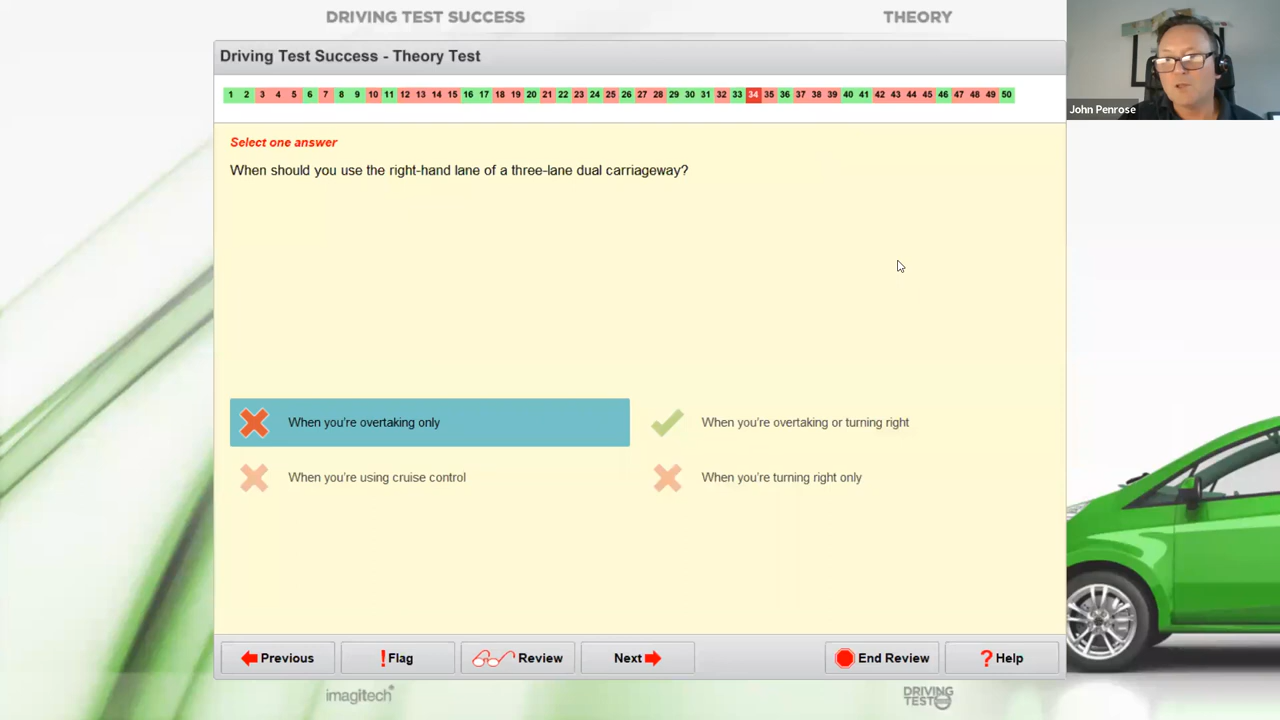 DRIVING TEST SUCCESS THEORY
Driving Test Success - Theory Test
1 2 3 4 5 6 7 8 9 10 11 12 13 14 15 16 17 18 19 20 21 22 23 24 25 26 27 28 29 30 31 32 33 34 35 36 37 38 39 40 41 42 43 44 45 46 47 48 49 50
John Penrose
Select one answer
When should you use the right-hand lane of a three-lane dual carriageway?
When you're overtaking only
When you're overtaking or turning right
When you're using cruise control
When you're turning right only
Previous !Flag Review Next End Review ?Help
imagitech
DRIVING
TEST